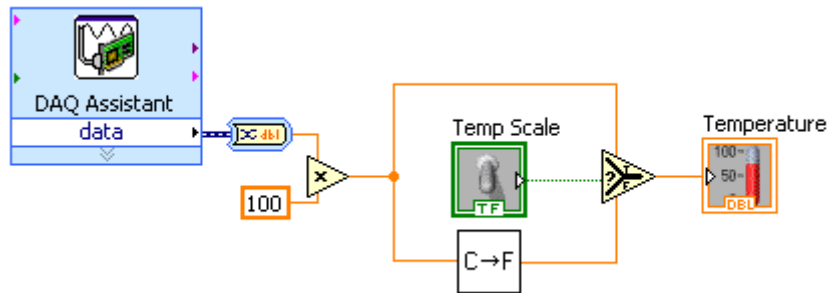 DAQ Assistant
data
dbl
×
100
Temp Scale
TF
C→F
?
T
F
Temperature
100
50
DBL